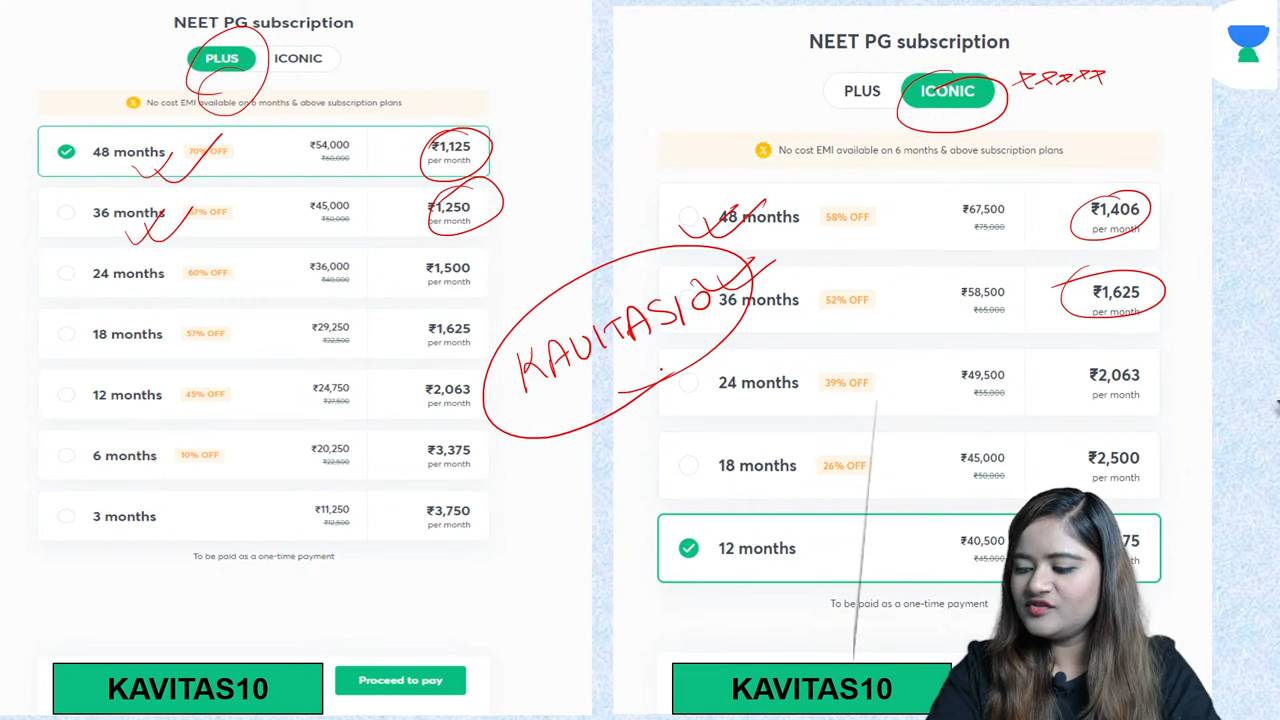 NEET PG subscription
PLUS ICONIC
No cost EMI available on 6 months & above subscription plans
48 months 70% OFF ₹54,000 ₹1,125
₹60,000 per month
36 months 67% OFF ₹45,000 ₹1,250
₹50,000 per month
24 months 60% OFF ₹36,000 ₹1,500
₹40,000 per month
18 months 57% OFF ₹29,250 ₹1,625
₹32,500 per month
12 months 45% OFF ₹24,750 ₹2,063
₹27,500 per month
6 months 10% OFF ₹20,250 ₹3,375
₹22,500 per month
3 months ₹11,250 ₹3,750
₹12,500 per month
To be paid as a one-time payment
KAVITAS10 Proceed to pay
KAVITAS10
NEET PG subscription
PLUS ICONIC
No cost EMI available on 6 months & above subscription plans
48 months 58% OFF ₹67,500 ₹1,406
₹75,000 per month
36 months 52% OFF ₹58,500 ₹1,625
₹65,000 per month
24 months 39% OFF ₹49,500 ₹2,063
₹55,000 per month
18 months 26% OFF ₹45,000 ₹2,500
₹50,000 per month
12 months ₹40,500
₹45,000
To be paid as a one-time payment
KAVITAS10